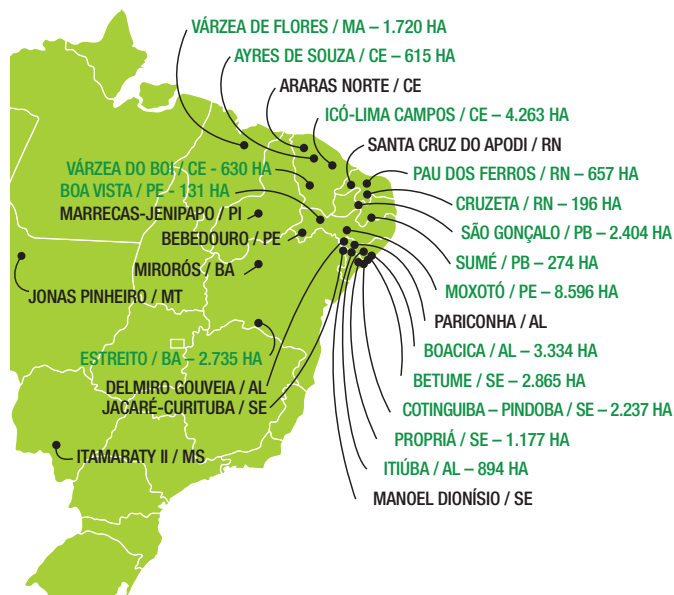 VÁRZEA DE FLORES / MA – 1.720 HA
AYRES DE SOUZA / CE – 615 HA
ARARAS NORTE / CE
ICÓ-LIMA CAMPOS / CE – 4.263 HA
SANTA CRUZ DO APODI / RN
VÁRZEA DO BOI / CE - 630 HA
PAU DOS FERROS / RN – 657 HA
BOA VISTA / PE - 131 HA
CRUZETA / RN – 196 HA
MARRECAS-JENIPAPO / PI
SÃO GONÇALO / PB – 2.404 HA
BEBEDOURO / PE
SUMÉ / PB – 274 HA
MIRORÓS / BA
MOXOTÓ / PE – 8.596 HA
JONAS PINHEIRO / MT
PARICONHA / AL
BOACICA / AL – 3.334 HA
ESTREITO / BA – 2.735 HA
BETUME / SE – 2.865 HA
DELMIRO GOUVEIA / AL
JACARÉ-CURITUBA / SE
COTINGUIBA – PINDOBA / SE – 2.237 HA
PROPRIÁ / SE – 1.177 HA
ITAMARATY II / MS
ITIÚBA / AL – 894 HA
MANOEL DIONÍSIO / SE